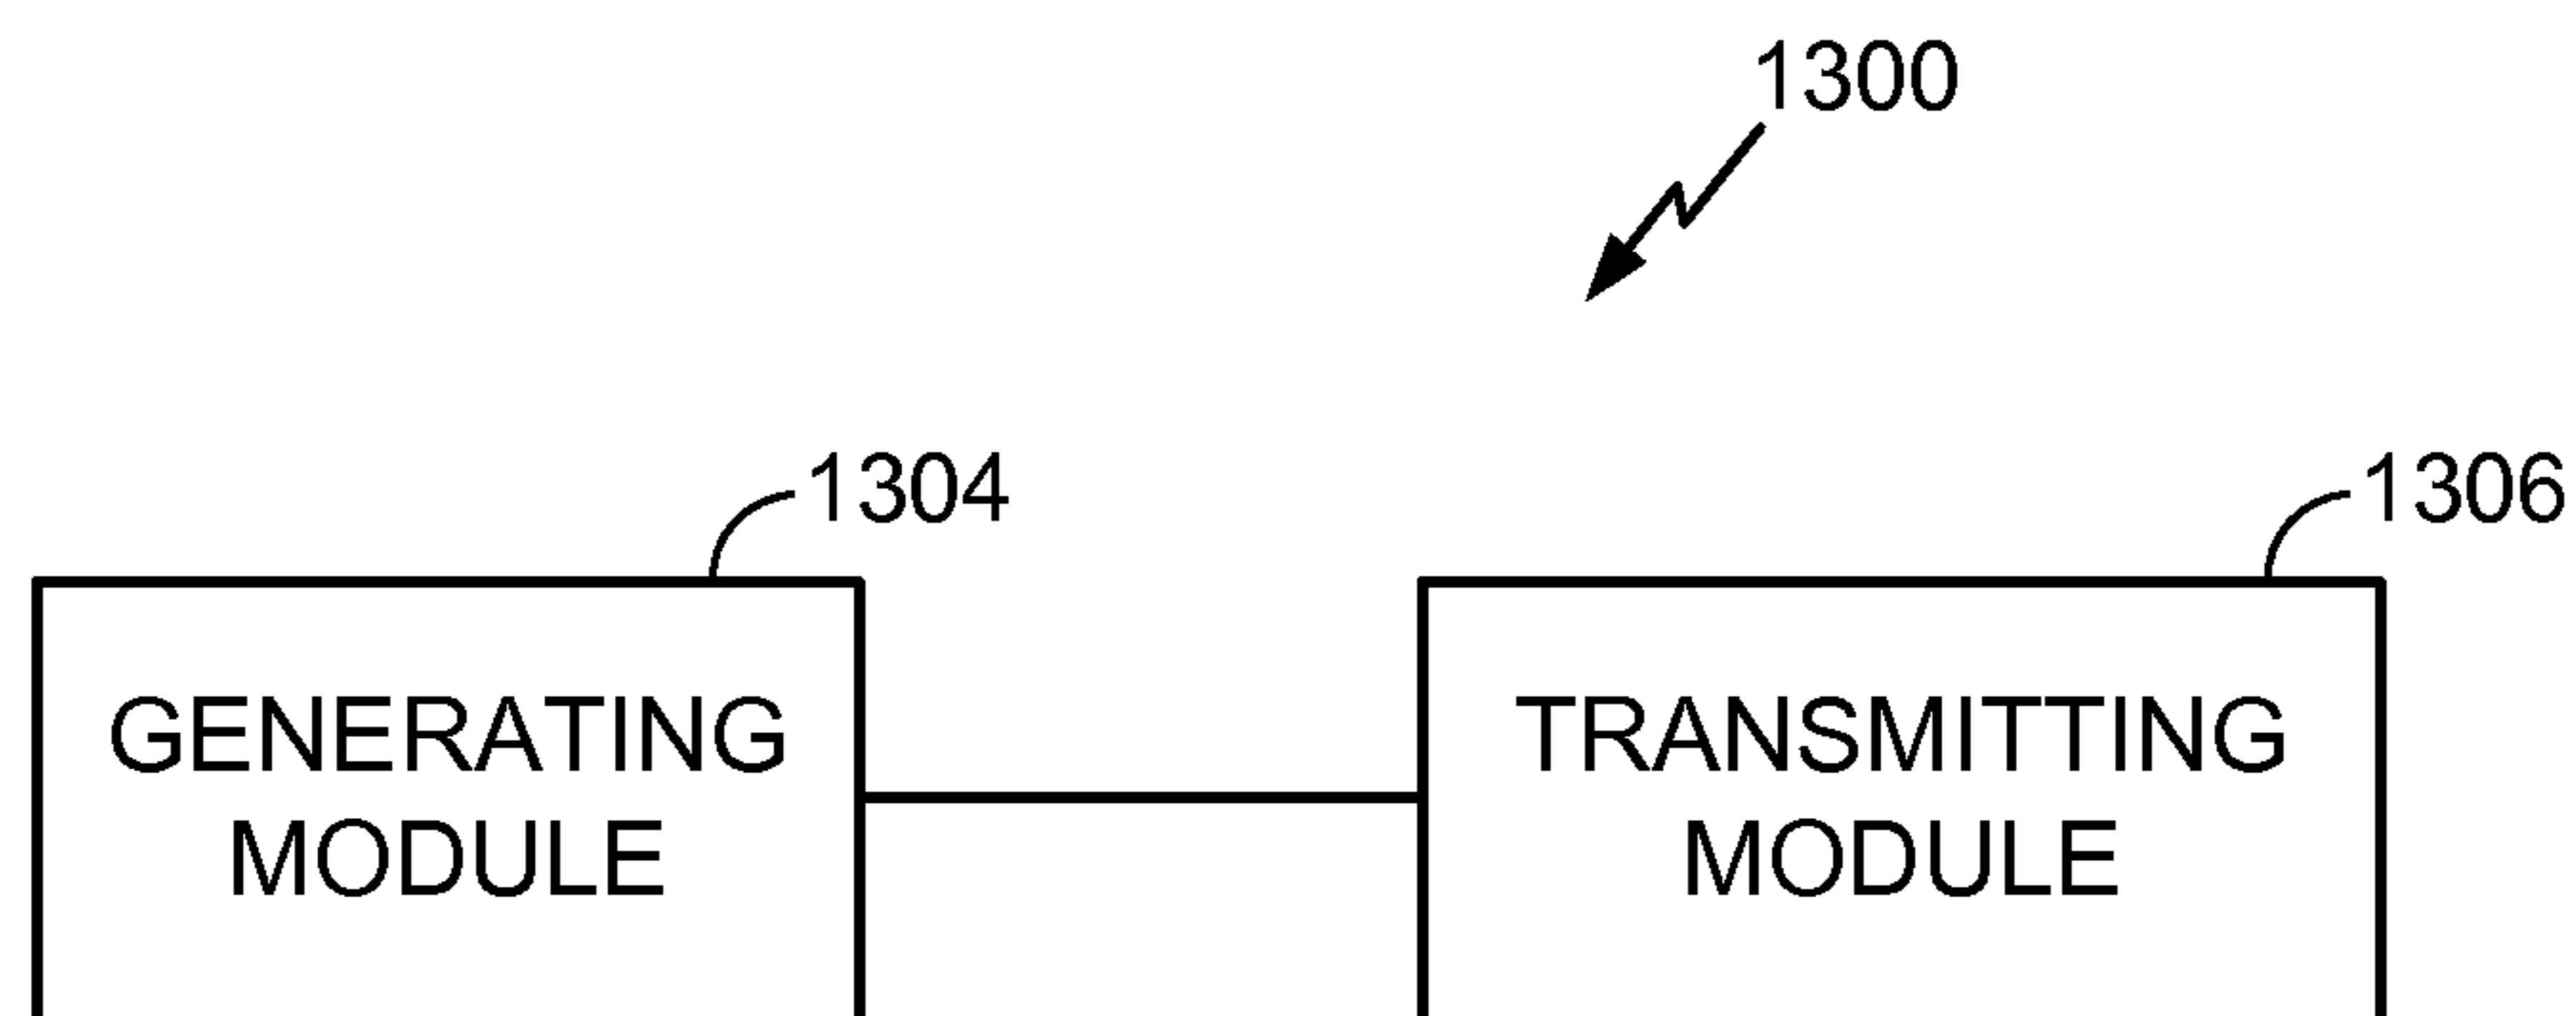 1300
1304
1306
GENERATING
MODULE
TRANSMITTING
MODULE